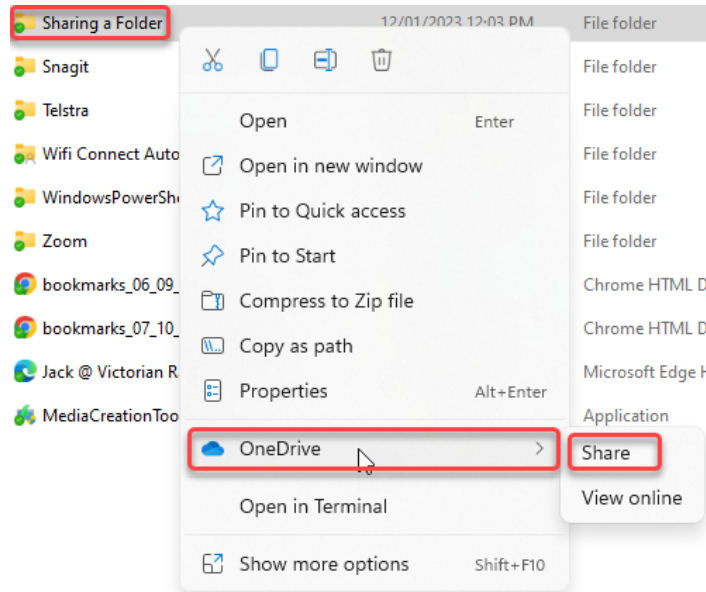 Sharing a Folder 12/01/2023 12:03 PM File folder
Snagit File folder
Telstra File folder
Wifi Connect Auto File folder
WindowsPowerSh File folder
Zoom File folder
bookmarks_06_09_ Chrome HTML D
bookmarks_07_10_ Chrome HTML D
Jack @ Victorian R Microsoft Edge H
MediaCreationToo Application
Open Enter
Open in new window
Pin to Quick access
Pin to Start
Compress to Zip file
Copy as path
Properties Alt+Enter
OneDrive
Open in Terminal
Show more options Shift+F10
Share
View online